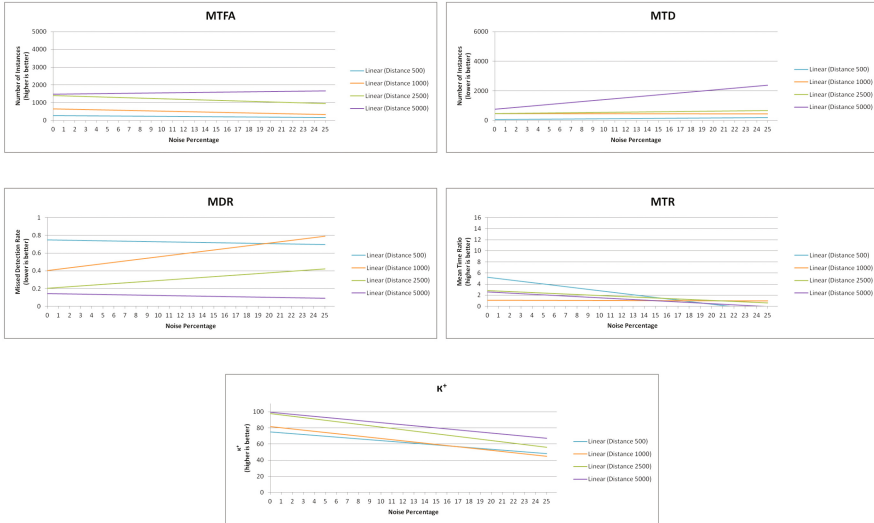 MTFA
Number of Instances
(higher is better)
5000
4000
3000
2000
1000
0
0 1 2 3 4 5 6 7 8 9 10 11 12 13 14 15 16 17 18 19 20 21 22 23 24 25
Noise Percentage
Linear (Distance 500)
Linear (Distance 1000)
Linear (Distance 2500)
Linear (Distance 5000)
MTD
Number of Instances
(lower is better)
6000
4000
2000
0
0 1 2 3 4 5 6 7 8 9 10 11 12 13 14 15 16 17 18 19 20 21 22 23 24 25
Noise Percentage
Linear (Distance 500)
Linear (Distance 1000)
Linear (Distance 2500)
Linear (Distance 5000)
MDR
Missed Detection Rate
(lower is better)
1
0.8
0.6
0.4
0.2
0
0 1 2 3 4 5 6 7 8 9 10 11 12 13 14 15 16 17 18 19 20 21 22 23 24 25
Noise Percentage
Linear (Distance 500)
Linear (Distance 1000)
Linear (Distance 2500)
Linear (Distance 5000)
MTR
Mean Time Ratio
(higher is better)
16
14
12
10
8
6
4
2
0
0 1 2 3 4 5 6 7 8 9 10 11 12 13 14 15 16 17 18 19 20 21 22 23 24 25
Noise Percentage
Linear (Distance 500)
Linear (Distance 1000)
Linear (Distance 2500)
Linear (Distance 5000)
κ⁺
κ⁺
(higher is better)
100
80
60
40
20
0
0 1 2 3 4 5 6 7 8 9 10 11 12 13 14 15 16 17 18 19 20 21 22 23 24 25
Noise Percentage
Linear (Distance 500)
Linear (Distance 1000)
Linear (Distance 2500)
Linear (Distance 5000)